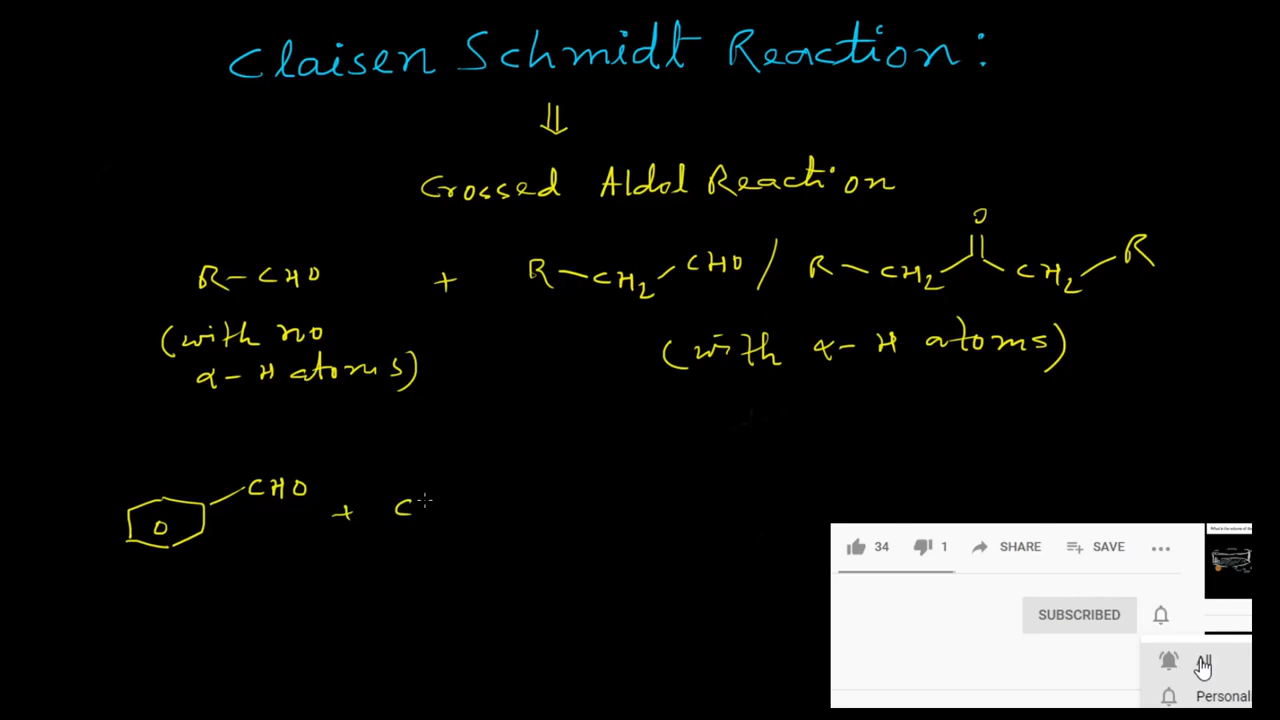 Claisen Schmidt Reaction:
⇓
Crossed Aldol Reaction
R-CHO + R-CH2-CHO / R-CH2-C(=O)-CH2-R
(with no
α-H atoms)
(with α-H atoms)
CHO + C
34 1 SHARE SAVE ...
SUBSCRIBED
All
Personal